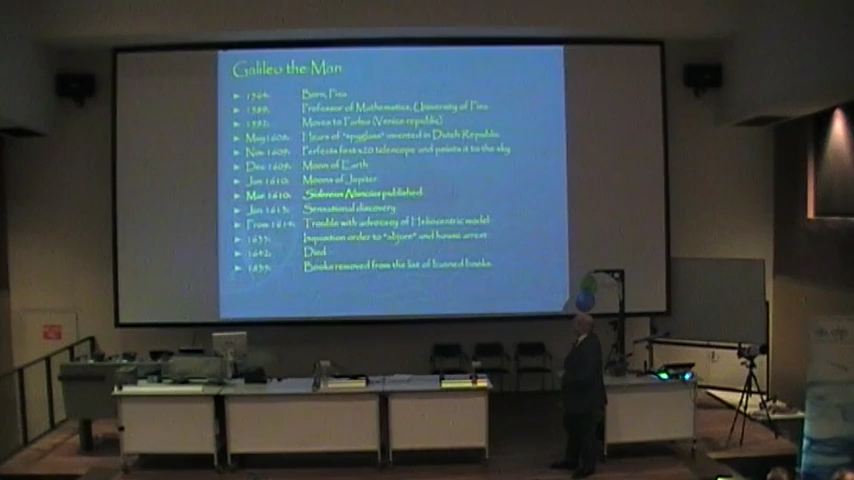 Galileo the Man
► 1564: Born, Pisa
► 1589: Professor of Mathematics, University of Pisa
► 1592: Moves to Padua (Venice republic)
► May 1608: Hears of "spyglass" invented in Dutch Republic
► Nov 1609: Perfects first x20 telescope and points it to the sky
► Dec 1609: Moon of Earth
► Jan 1610: Moons of Jupiter
► Mar 1610: Sidereus Nuncius published
► Jan 1613: Sensational discovery
► From 1614: Trouble with advocacy of Heliocentric model
► 1633: Inquisition order to "abjure" and house arrest
► 1642: Died
► 1835: Books removed from the list of banned books